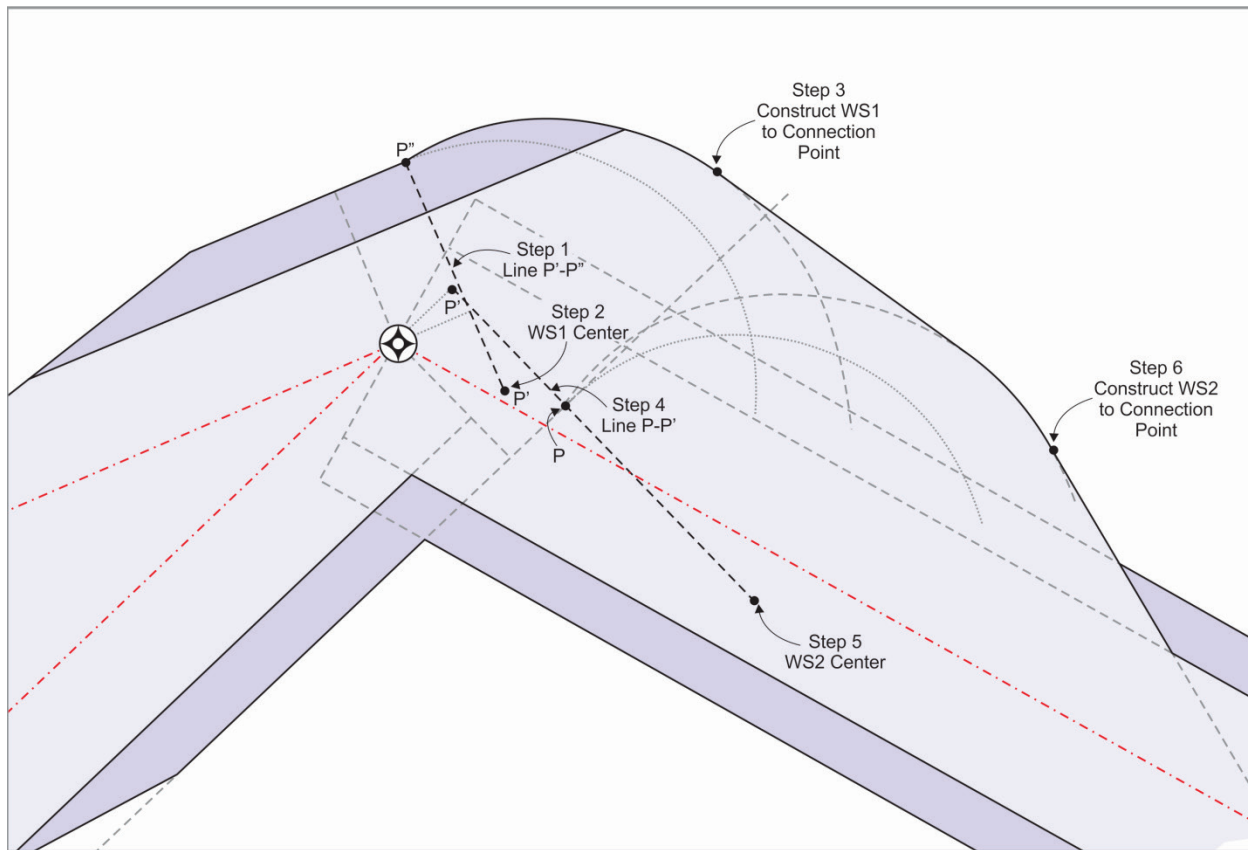 Step 3
Construct WS1
to Connection
Point
P”
Step 1
Line P’-P”
P’
Step 2
WS1 Center
P’
Step 4
Line P-P’
P
Step 6
Construct WS2
to Connection
Point
Step 5
WS2 Center